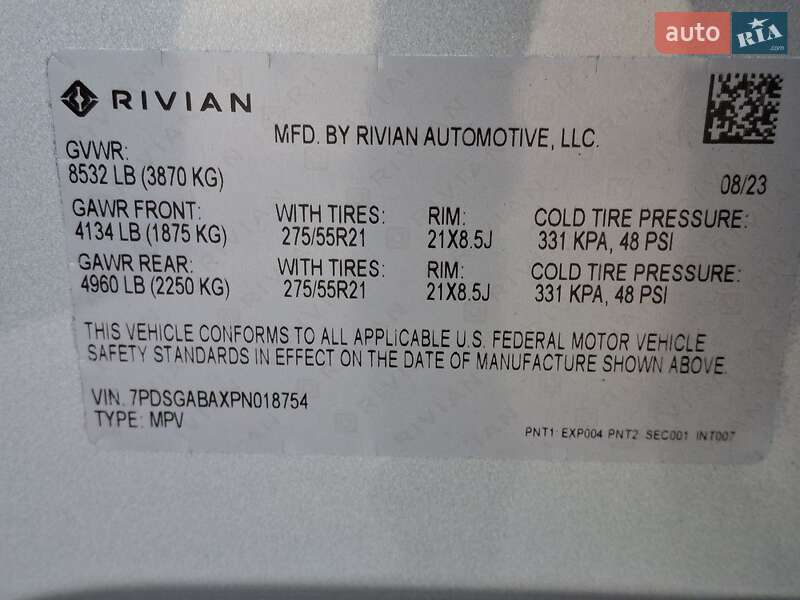 auto RIA.com
RIVIAN
MFD. BY RIVIAN AUTOMOTIVE, LLC.
GVWR:
8532 LB (3870 KG)
08/23
GAWR FRONT: WITH TIRES: RIM: COLD TIRE PRESSURE:
4134 LB (1875 KG) 275/55R21 21X8.5J 331 KPA, 48 PSI
GAWR REAR: WITH TIRES: RIM: COLD TIRE PRESSURE:
4960 LB (2250 KG) 275/55R21 21X8.5J 331 KPA, 48 PSI
THIS VEHICLE CONFORMS TO ALL APPLICABLE U.S. FEDERAL MOTOR VEHICLE
SAFETY STANDARDS IN EFFECT ON THE DATE OF MANUFACTURE SHOWN ABOVE.
VIN. 7PDSGABAXPN018754
TYPE: MPV
PNT1: EXP004 PNT2: SEC001 INT007